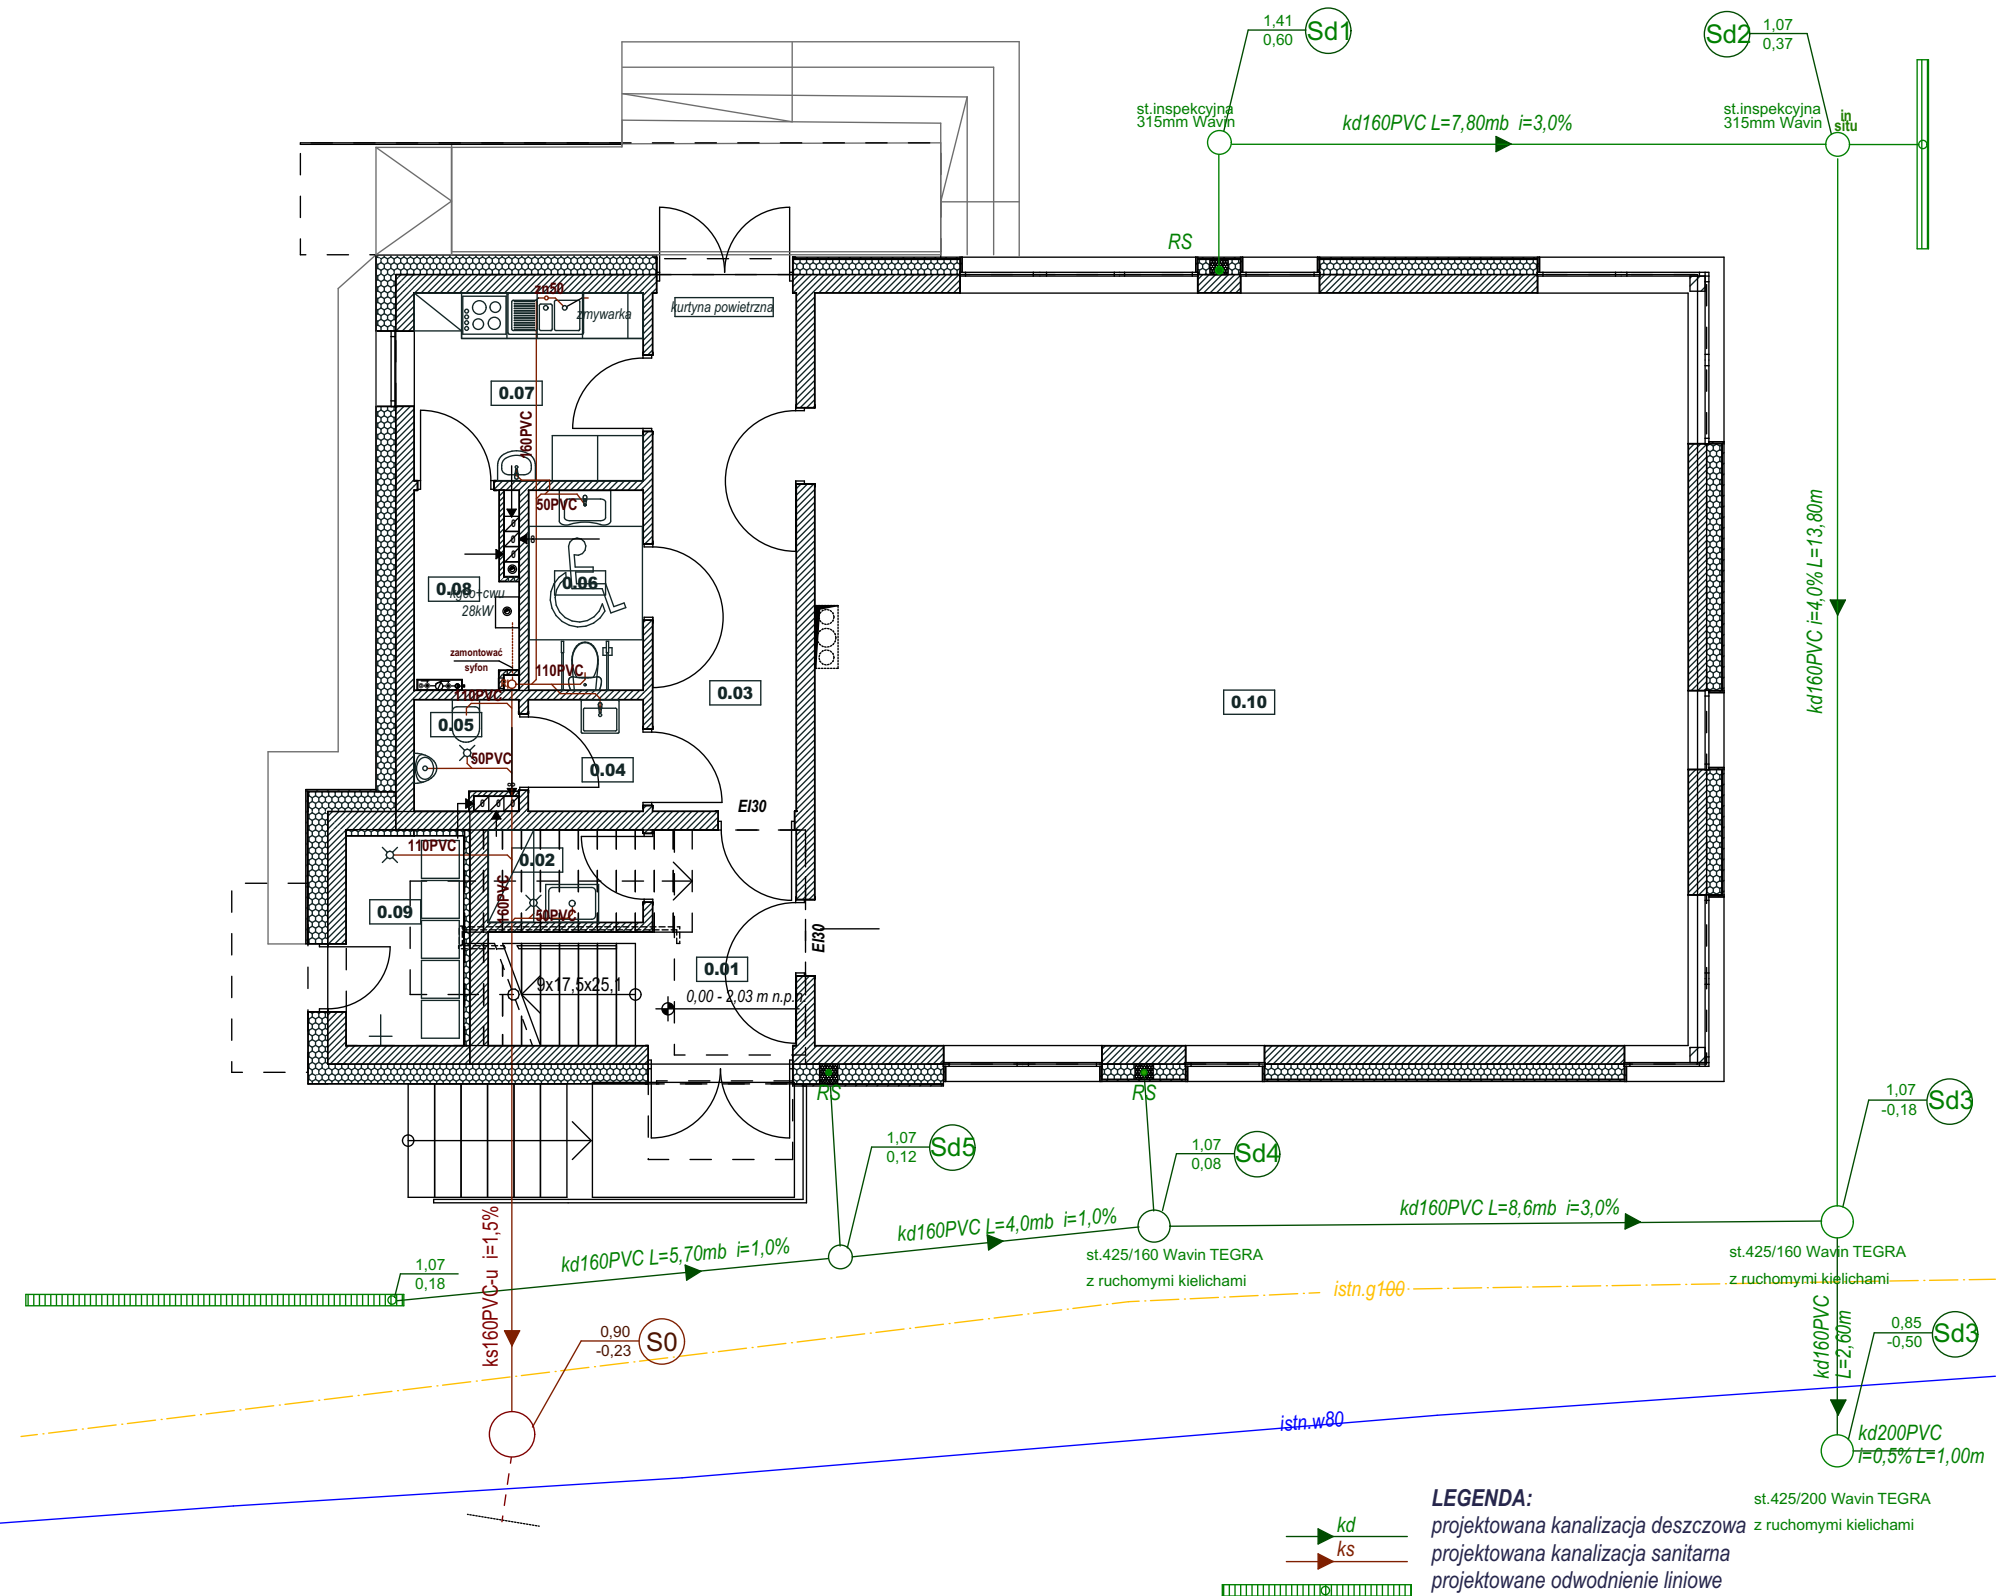 1,41
0,60
Sd1
Sd2
1,07
0,37
st.inspekcyjna
315mm Wavin
kd160PVC L=7,80mb i=3,0%
st.inspekcyjna
315mm Wavin
in
situ
RS
zn50
zmywarka
kurtyna powietrzna
0.07
160PVC
50PVC
0.08
28kW
0.06
zamontować
syfon
110PVC
110PVC
0.03
0.10
kd160PVC i=4,0% L=13,80m
0.05
50PVC
0.04
EI30
110PVC
0.02
160PVC
50PVC
0.09
EI30
0.01
9x17,5x25,1
0,00 - 2,03 m n.p.
RS
RS
1,07
-0,18
Sd3
1,07
0,12
Sd5
1,07
0,08
Sd4
kd160PVC L=8,6mb i=3,0%
kd160PVC L=4,0mb i=1,0%
kd160PVC L=5,70mb i=1,0%
ks160PVC-u i=1,5%
1,07
0,18
st.425/160 Wavin TEGRA
z ruchomymi kielichami
st.425/160 Wavin TEGRA
z ruchomymi kielichami
istn.g100
kd160PVC
L=2,60m
0,90
-0,23
S0
0,85
-0,50
Sd3
istn.w80
kd200PVC
i=0,5% L=1,00m
st.425/200 Wavin TEGRA
z ruchomymi kielichami
LEGENDA:
kd
projektowana kanalizacja deszczowa
ks
projektowana kanalizacja sanitarna
projektowane odwodnienie liniowe